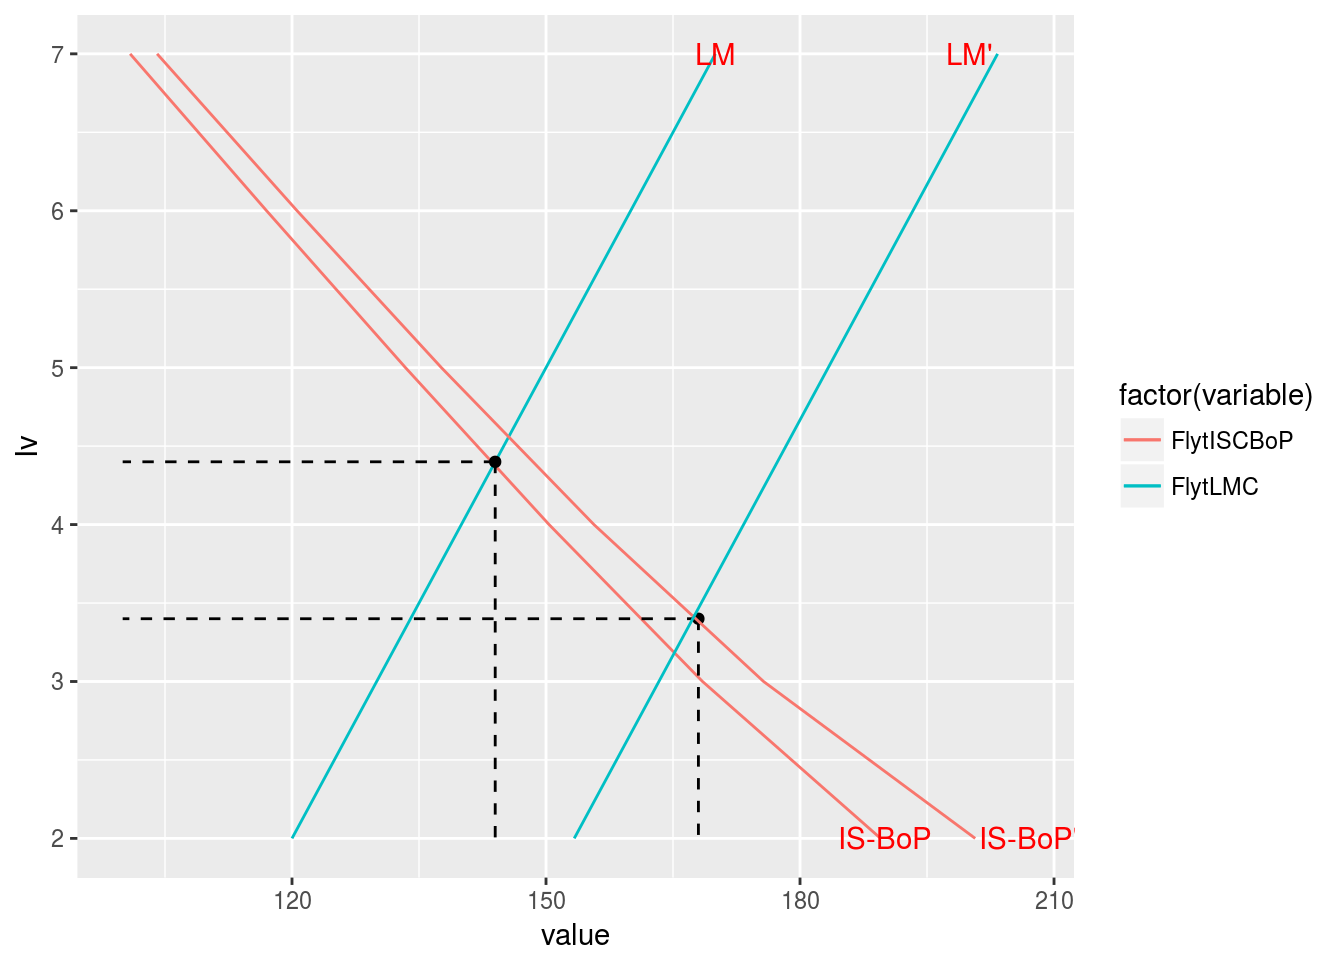 LM
LM'
7
6
5
4
3
2
IS-BoP
IS-BoP'
120
150
180
210
value
Iv
factor(variable)
FlytISCBoP
FlytLMC